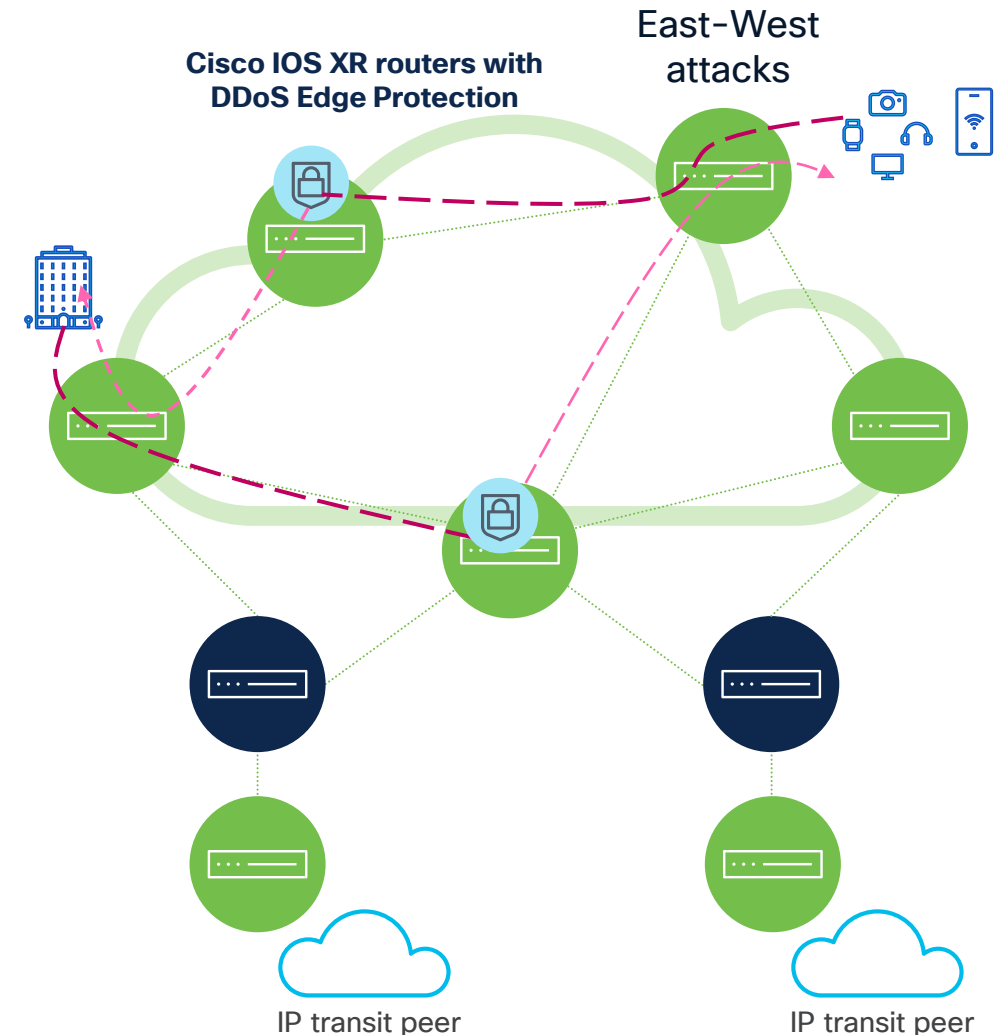 East-West
attacks
Cisco IOS XR routers with
DDoS Edge Protection
IP transit peer
IP transit peer